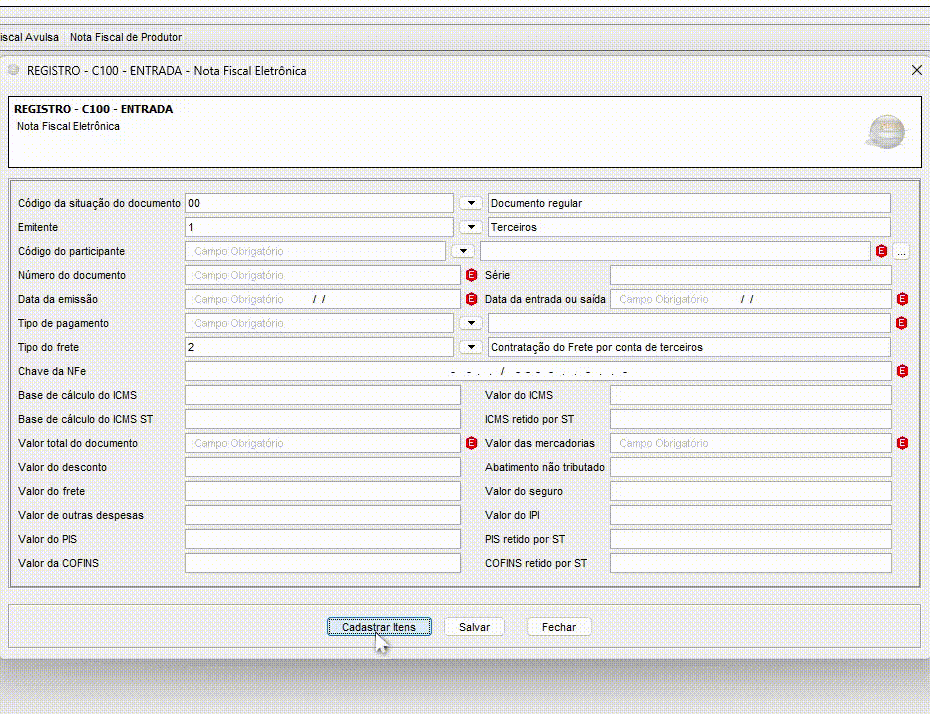 iscal Avulsa Nota Fiscal de Produtor
REGISTRO - C100 - ENTRADA - Nota Fiscal Eletrônica
REGISTRO - C100 - ENTRADA
Nota Fiscal Eletrônica
Código da situação do documento 00 Documento regular
Emitente 1 Terceiros
Código do participante Campo Obrigatório E ...
Número do documento Campo Obrigatório E Série
Data da emissão Campo Obrigatório / / E Data da entrada ou saída Campo Obrigatório / / E
Tipo de pagamento Campo Obrigatório E
Tipo do frete 2 Contratação do Frete por conta de terceiros
Chave da NFe - - . . / - - - - . . - . . - E
Base de cálculo do ICMS Valor do ICMS
Base de cálculo do ICMS ST ICMS retido por ST
Valor total do documento Campo Obrigatório E Valor das mercadorias Campo Obrigatório E
Valor do desconto Abatimento não tributado
Valor do frete Valor do seguro
Valor de outras despesas Valor do IPI
Valor do PIS PIS retido por ST
Valor da COFINS COFINS retido por ST
Cadastrar Itens Salvar Fechar